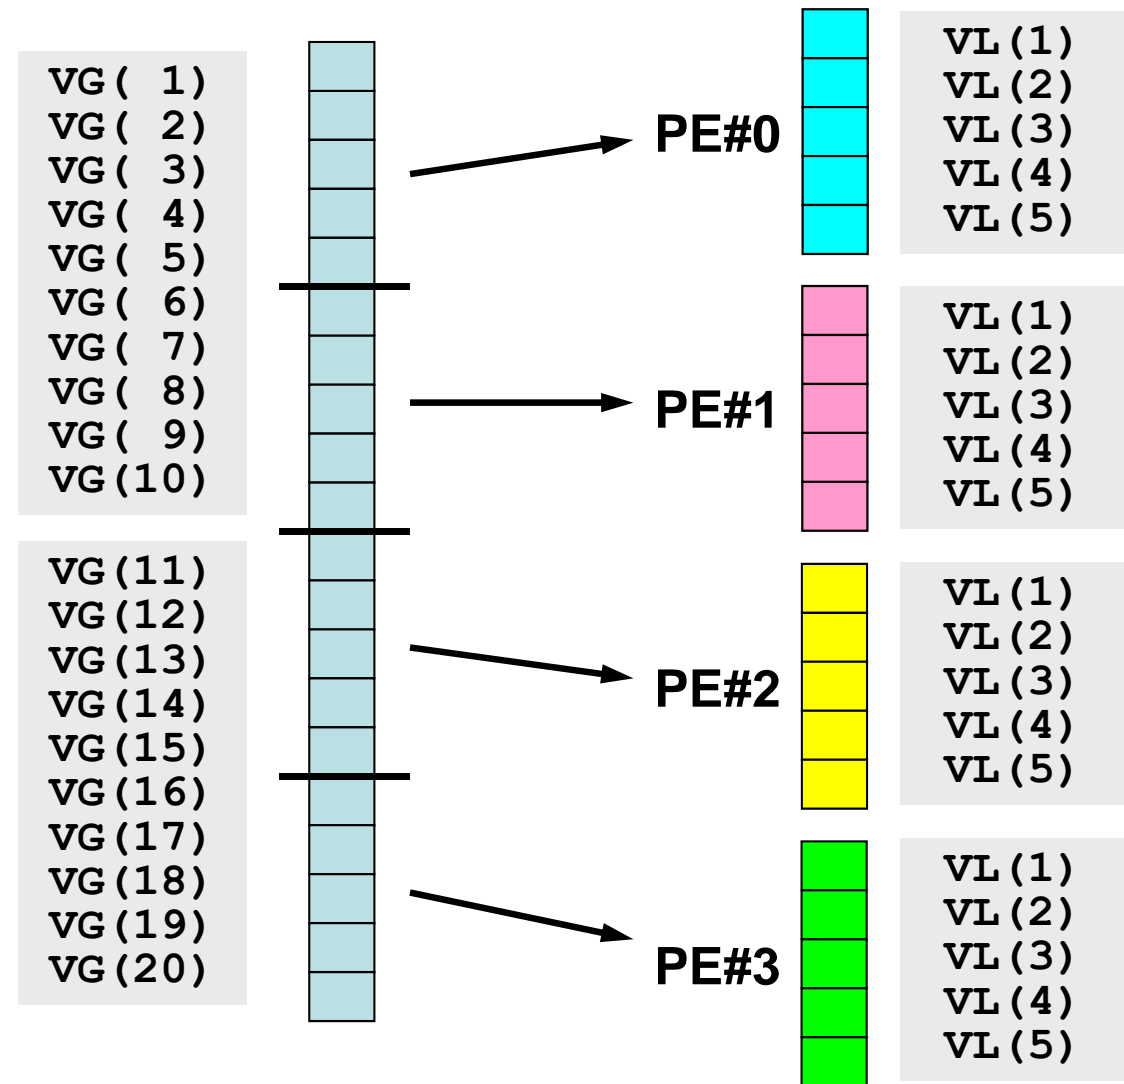 VG( 1)
VG( 2)
VG( 3)
VG( 4)
VG( 5)
VG( 6)
VG( 7)
VG( 8)
VG( 9)
VG(10)
VG(11)
VG(12)
VG(13)
VG(14)
VG(15)
VG(16)
VG(17)
VG(18)
VG(19)
VG(20)
PE#0
VL(1)
VL(2)
VL(3)
VL(4)
VL(5)
PE#1
VL(1)
VL(2)
VL(3)
VL(4)
VL(5)
PE#2
VL(1)
VL(2)
VL(3)
VL(4)
VL(5)
PE#3
VL(1)
VL(2)
VL(3)
VL(4)
VL(5)